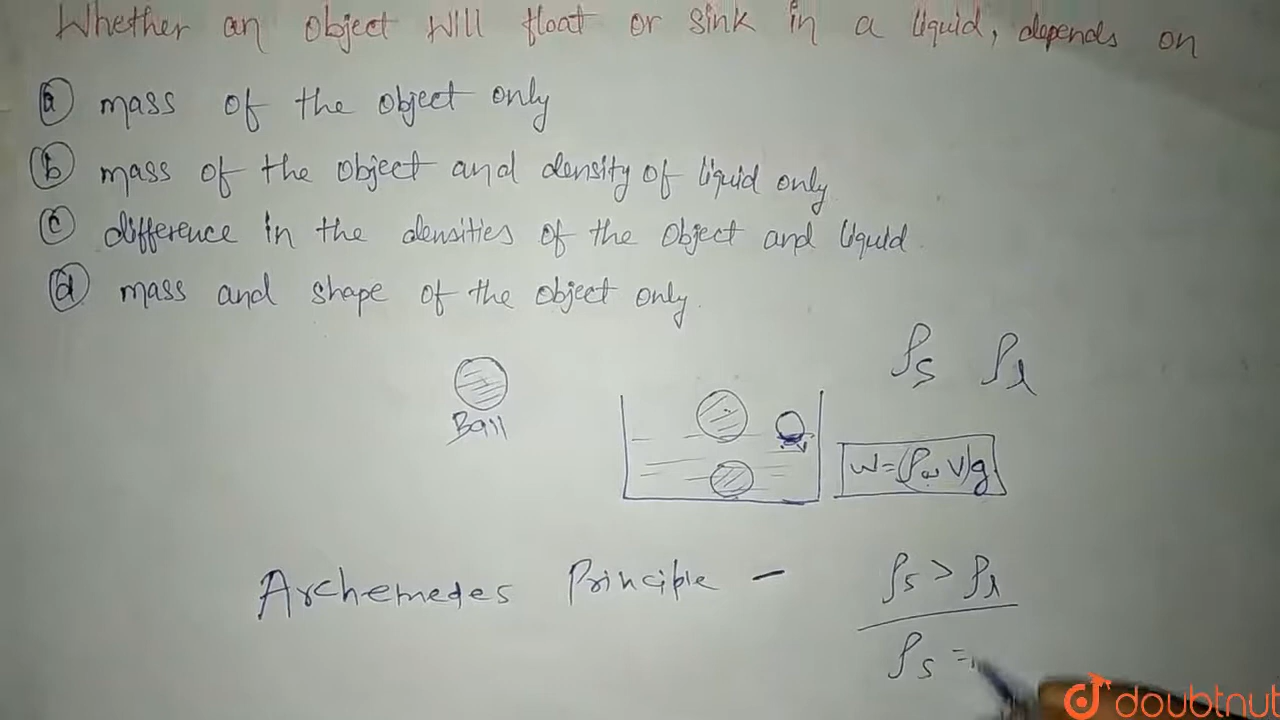 Whether an object will float or sink in a liquid, depends on
(a) mass of the object only
(b) mass of the object and density of liquid only
(c) difference in the densities of the object and liquid.
(d) mass and shape of the object only.
ρs ρl
Ball
w=(ρω V)g
Archemedes Principle -
ρs > ρl
ρs =
doubtnut